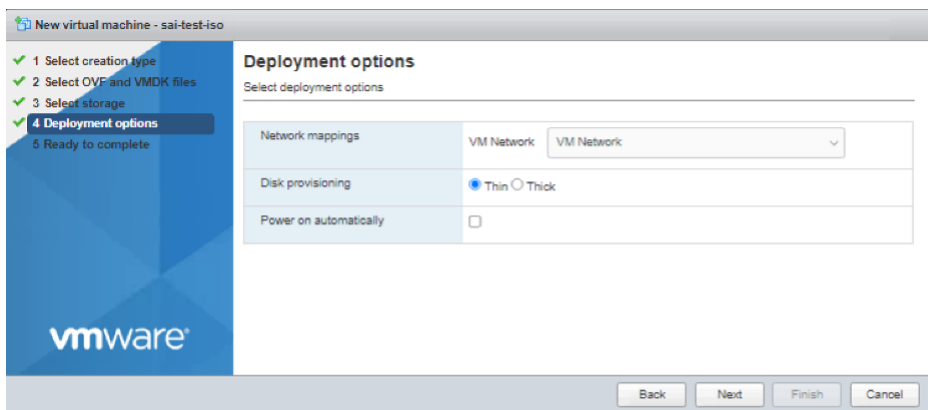 New virtual machine - sai-test-iso
1 Select creation type
2 Select OVF and VMDK files
3 Select storage
4 Deployment options
5 Ready to complete
vmware®
Deployment options
Select deployment options
Network mappings VM Network VM Network
Disk provisioning Thin Thick
Power on automatically
Back Next Finish Cancel